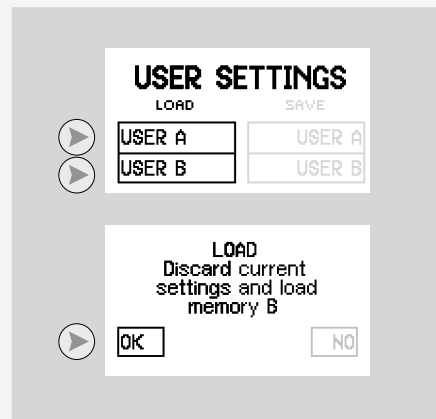 USER SETTINGS
LOAD SAVE
USER A USER A
USER B USER B
LOAD
Discard current
settings and load
memory B
OK NO